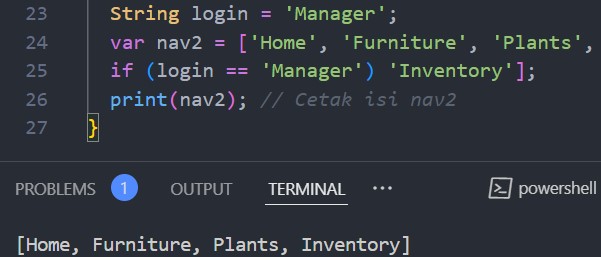 23 String login = 'Manager';
24 var nav2 = ['Home', 'Furniture', 'Plants',
25 if (login == 'Manager') 'Inventory'];
26 print(nav2); // Cetak isi nav2
27 }
PROBLEMS 1 OUTPUT TERMINAL ··· powershell
[Home, Furniture, Plants, Inventory]